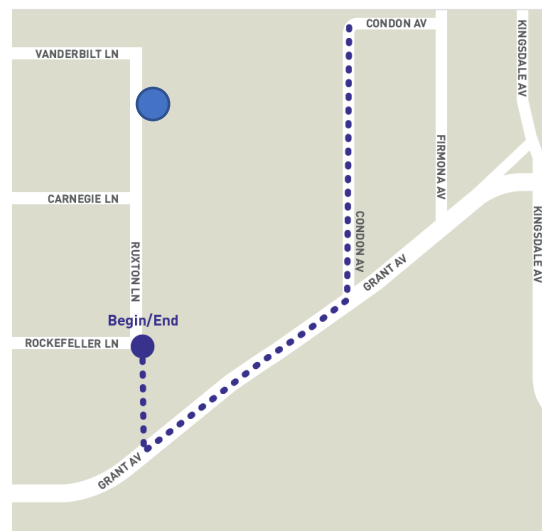 CONDON AV
KINGSDALE AV
VANDERBILT LN
FIRMONA AV
CARNEGIE LN
KINGSDALE AV
CONDON AV
RUXTON LN
GRANT AV
Begin/End
ROCKEFELLER LN
GRANT AV